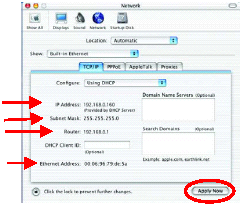 Network
Show All Displays Sound Network Startup Disk
Location: Automatic
Show: Built-in Ethernet
TCP/IP PPPoE AppleTalk Proxies
Configure: Using DHCP
Domain Name Servers (Optional)
IP Address: 192.168.0.160
(Provided by DHCP Server)
Subnet Mask: 255.255.255.0
Router: 192.168.0.1
Search Domains (Optional)
DHCP Client ID:
(Optional)
Example: apple.com, earthlink.net
Ethernet Address: 00:06:96:79:dc:5a
Click the lock to prevent further changes.
Apply Now